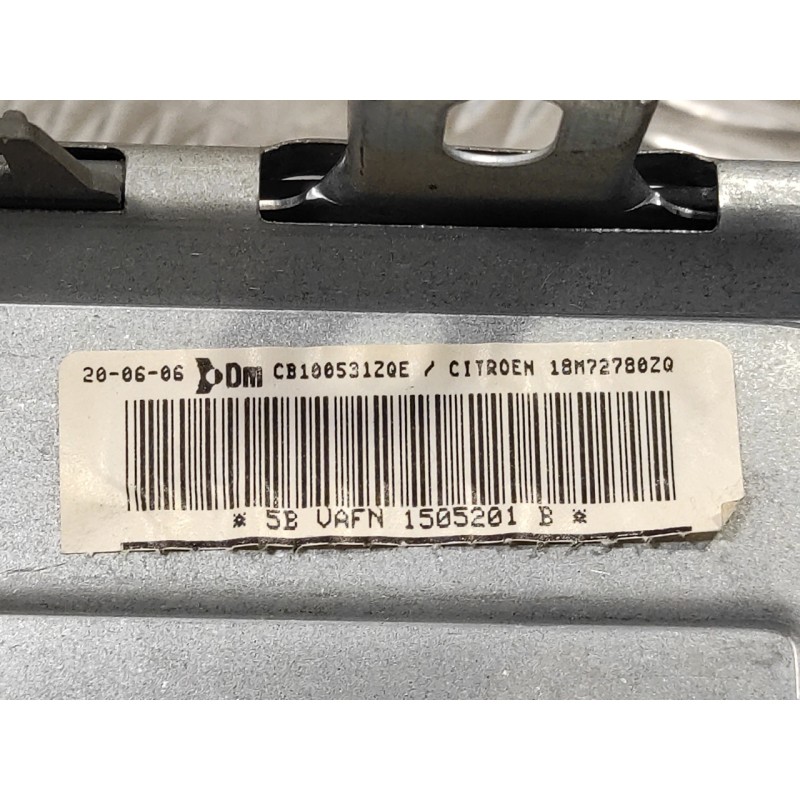 20-06-06 Dm CB100531ZQE / CITROEN 18M72780ZQ
* 5B VAFN 1505201 B *